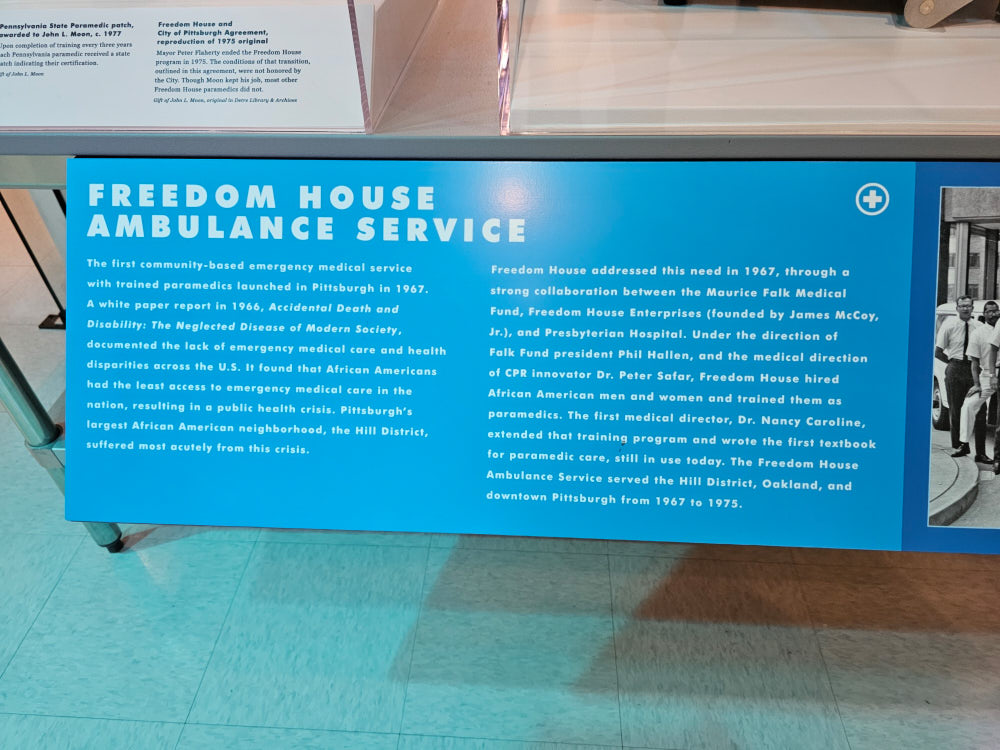 Pennsylvania State Paramedic patch,
awarded to John L. Moon, c. 1977
Upon completion of training every three years
each Pennsylvania paramedic received a state
patch indicating their certification.
Gift of John L. Moon
Freedom House and
City of Pittsburgh Agreement,
reproduction of 1975 original
Mayor Peter Flaherty ended the Freedom House
program in 1975. The conditions of that transition,
outlined in this agreement, were not honored by
the City. Though Moon kept his job, most other
Freedom House paramedics did not.
Gift of John L. Moon, original to Detre Library & Archives
FREEDOM HOUSE
AMBULANCE SERVICE
The first community-based emergency medical service
with trained paramedics launched in Pittsburgh in 1967.
A white paper report in 1966, Accidental Death and
Disability: The Neglected Disease of Modern Society,
documented the lack of emergency medical care and health
disparities across the U.S. It found that African Americans
had the least access to emergency medical care in the
nation, resulting in a public health crisis. Pittsburgh's
largest African American neighborhood, the Hill District,
suffered most acutely from this crisis.
Freedom House addressed this need in 1967, through a
strong collaboration between the Maurice Falk Medical
Fund, Freedom House Enterprises (founded by James McCoy,
Jr.), and Presbyterian Hospital. Under the direction of
Falk Fund president Phil Hallen, and the medical direction
of CPR innovator Dr. Peter Safar, Freedom House hired
African American men and women and trained them as
paramedics. The first medical director, Dr. Nancy Caroline,
extended that training program and wrote the first textbook
for paramedic care, still in use today. The Freedom House
Ambulance Service served the Hill District, Oakland, and
downtown Pittsburgh from 1967 to 1975.